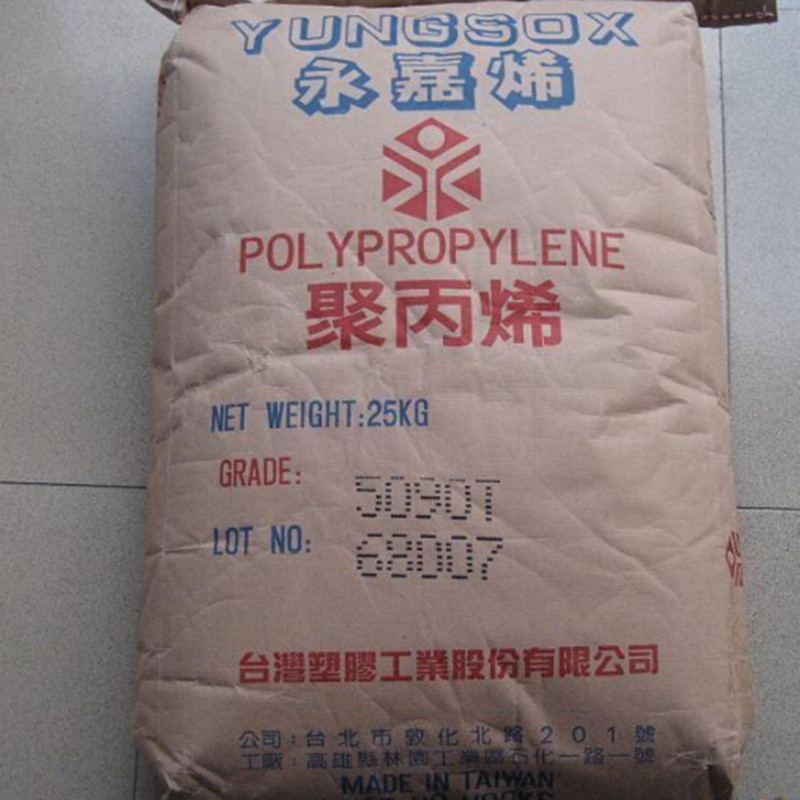 YUNGSOX
永嘉烯
POLYPROPYLENE
聚丙烯
NET WEIGHT:25KG
GRADE: 5090T
LOT NO: 68007
台灣塑膠工業股份有限公司
公司:台北市敦化北路201號
工廠:高雄縣林園工業區石化一路一號
MADE IN TAIWAN